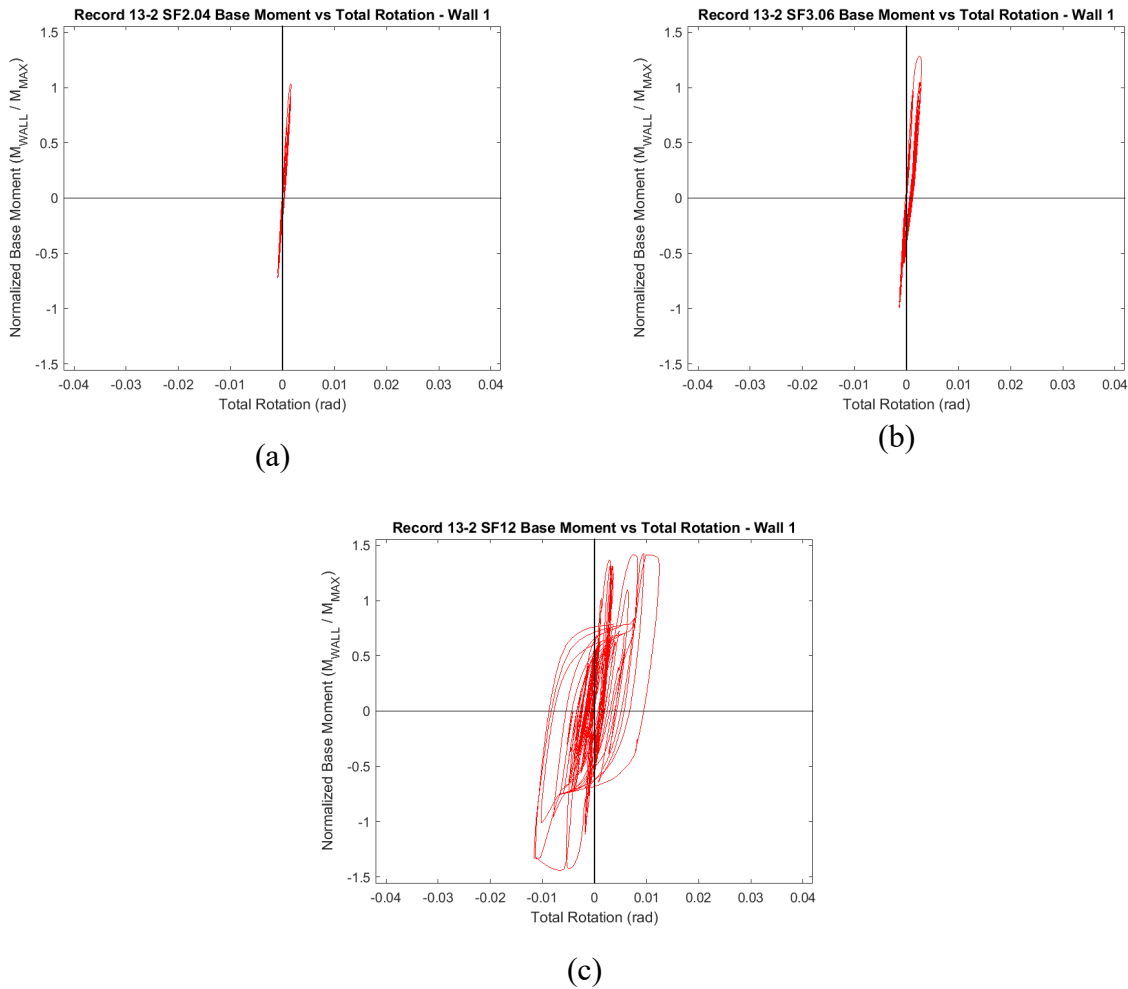 Record 13-2 SF2.04 Base Moment vs Total Rotation - Wall 1
1.5
1
0.5
0
-0.5
-1
-1.5
Normalized Base Moment (M_WALL / M_MAX)
-0.04 -0.03 -0.02 -0.01 0 0.01 0.02 0.03 0.04
Total Rotation (rad)
(a)
Record 13-2 SF3.06 Base Moment vs Total Rotation - Wall 1
1.5
1
0.5
0
-0.5
-1
-1.5
Normalized Base Moment (M_WALL / M_MAX)
-0.04 -0.03 -0.02 -0.01 0 0.01 0.02 0.03 0.04
Total Rotation (rad)
(b)
Record 13-2 SF12 Base Moment vs Total Rotation - Wall 1
1.5
1
0.5
0
-0.5
-1
-1.5
Normalized Base Moment (M_WALL / M_MAX)
-0.04 -0.03 -0.02 -0.01 0 0.01 0.02 0.03 0.04
Total Rotation (rad)
(c)